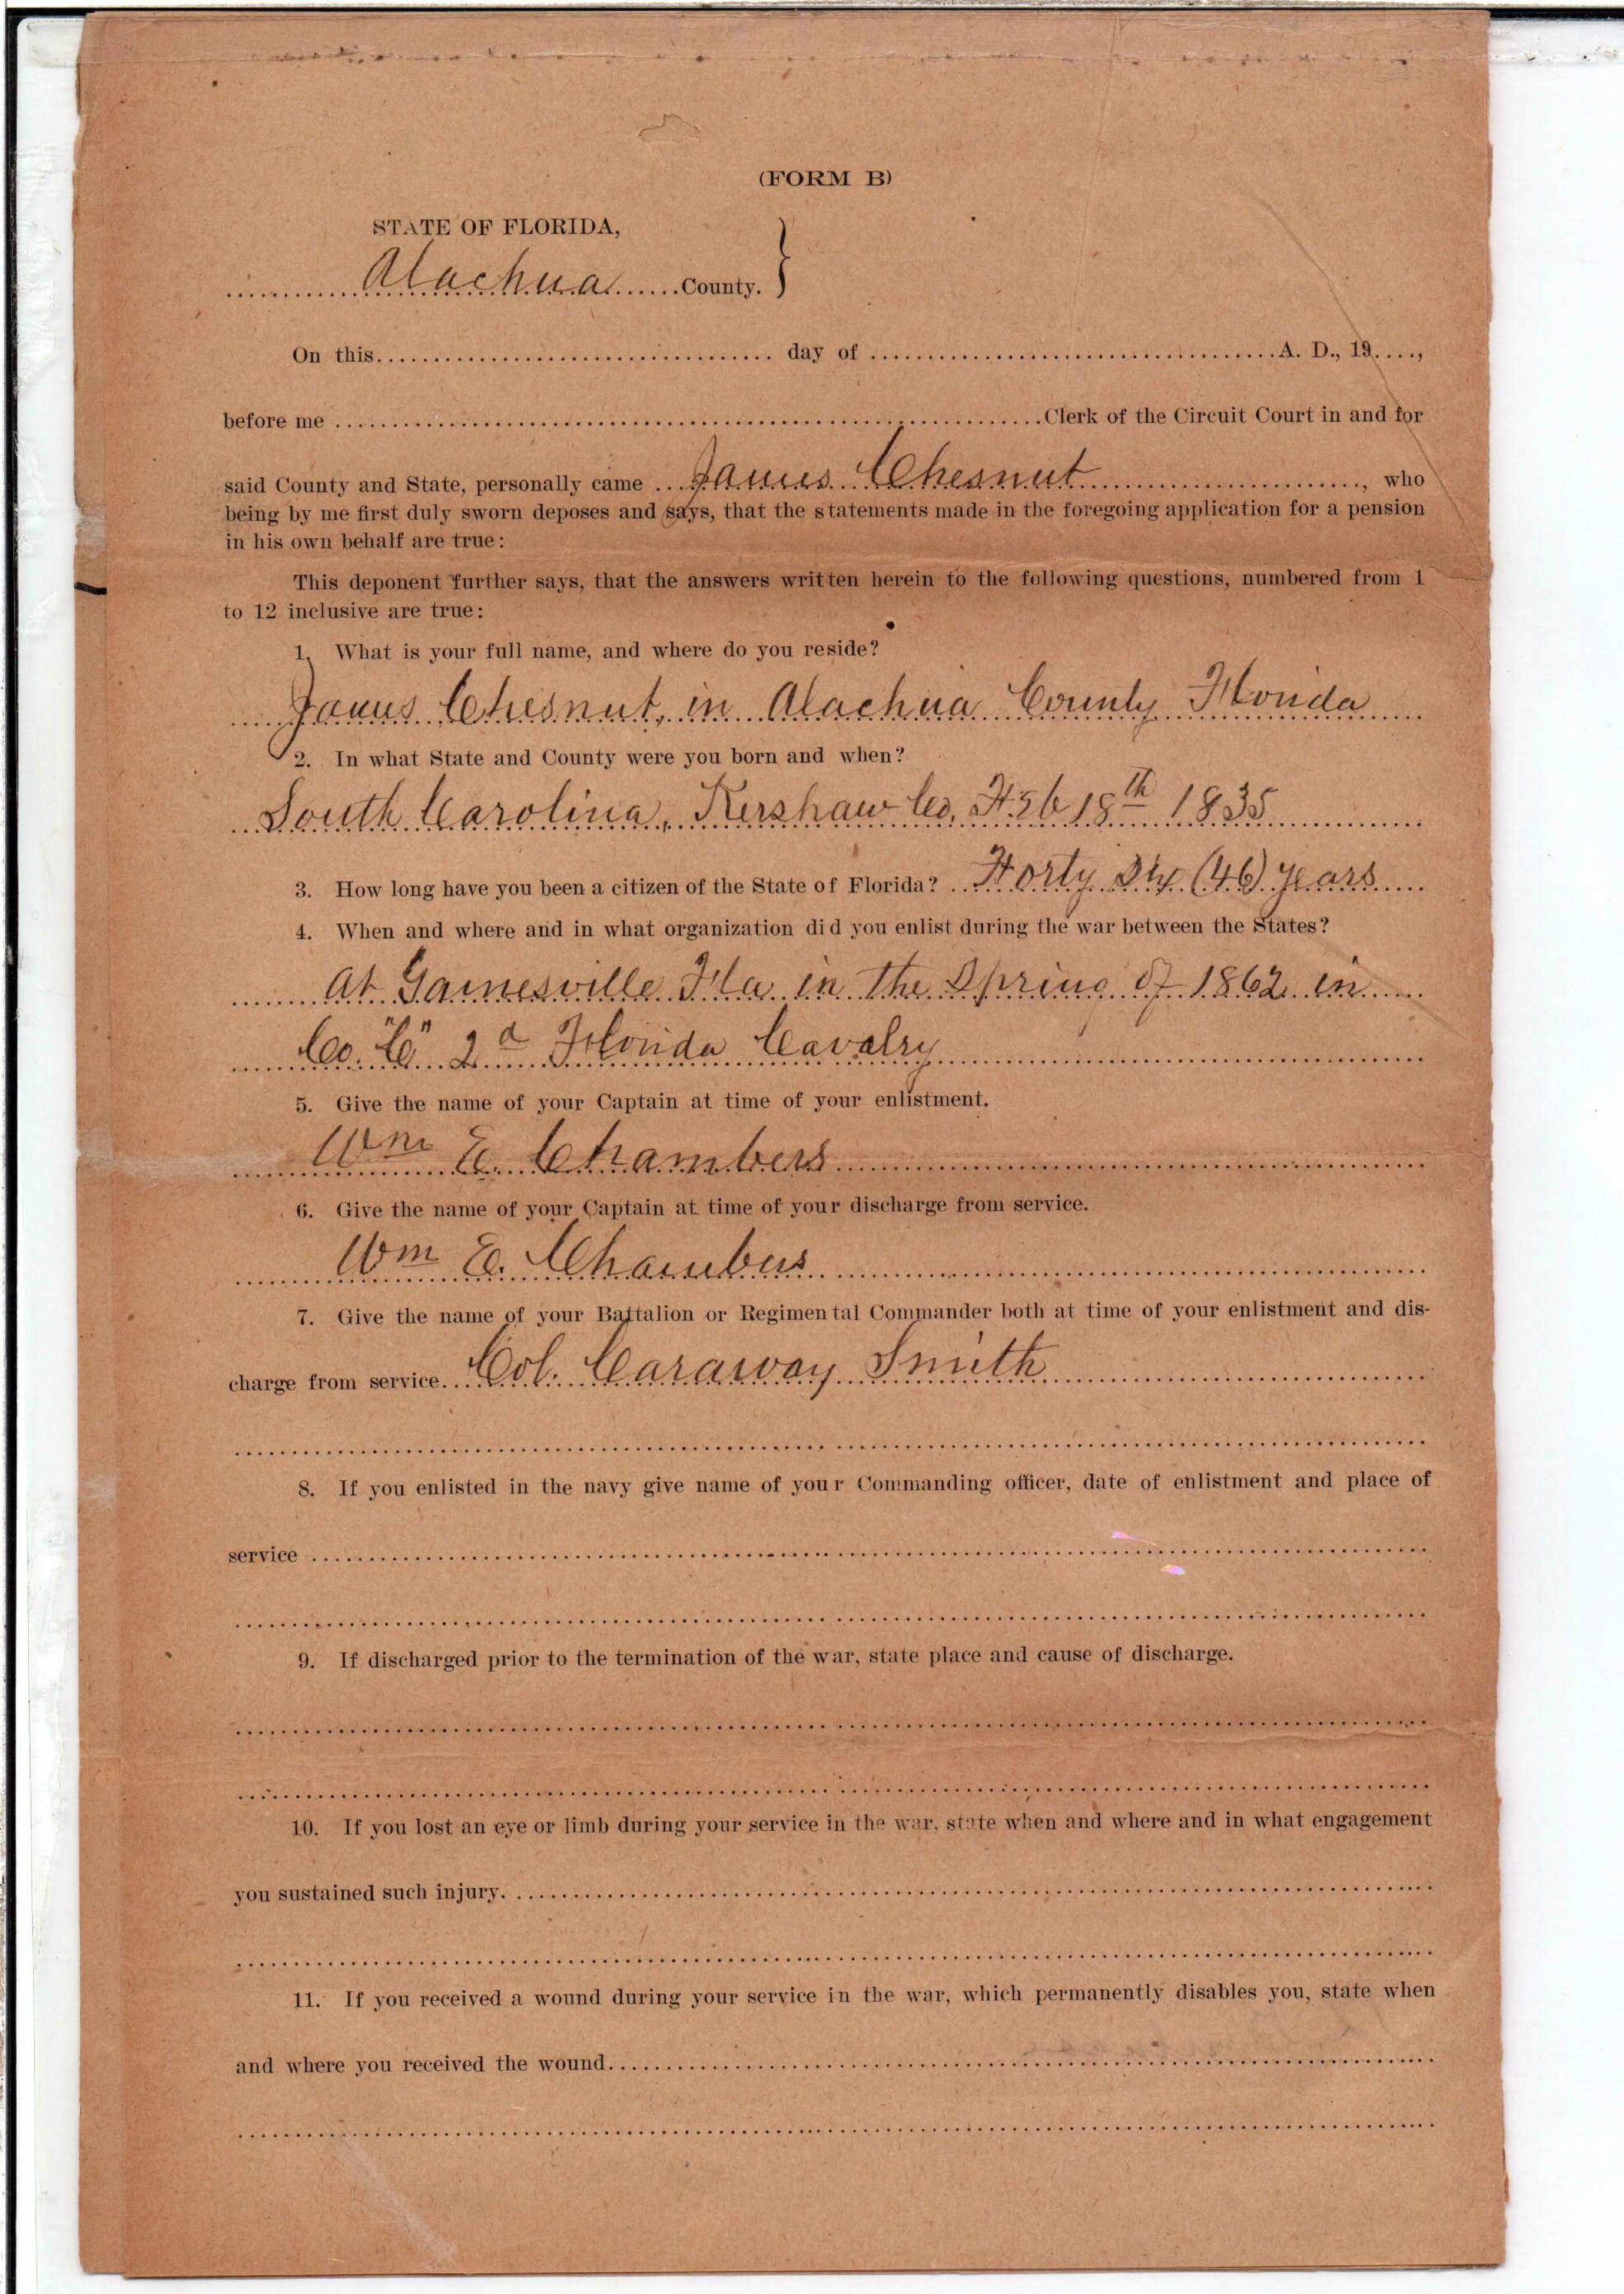 (FORM B)
STATE OF FLORIDA,
Alachua County.
On this day of A. D., 19 ,
before me Clerk of the Circuit Court in and for
said County and State, personally came James Chesnut, who
being by me first duly sworn deposes and says, that the statements made in the foregoing application for a pension
in his own behalf are true:
This deponent further says, that the answers written herein to the following questions, numbered from 1
to 12 inclusive are true:
1. What is your full name, and where do you reside?
James Chesnut, in Alachua County Florida
2. In what State and County were you born and when?
South Carolina, Kershaw Co, Feb 18th 1835
3. How long have you been a citizen of the State of Florida? Forty Six (46) years
4. When and where and in what organization did you enlist during the war between the States?
at Gainesville Fla in the Spring of 1862 in
Co. "C" 2d Florida Cavalry
5. Give the name of your Captain at time of your enlistment.
Wm E. Chambers
6. Give the name of your Captain at time of your discharge from service.
Wm E. Chambers
7. Give the name of your Battalion or Regimental Commander both at time of your enlistment and dis-
charge from service. Col. Caraway Smith
8. If you enlisted in the navy give name of your Commanding officer, date of enlistment and place of
service
9. If discharged prior to the termination of the war, state place and cause of discharge.
10. If you lost an eye or limb during your service in the war, state when and where and in what engagement
you sustained such injury.
11. If you received a wound during your service in the war, which permanently disables you, state when
and where you received the wound.